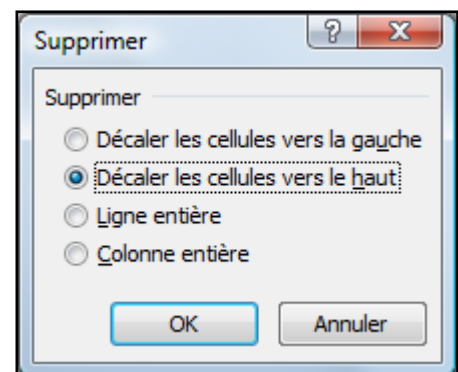 Supprimer
Supprimer
Décaler les cellules vers la gauche
Décaler les cellules vers le haut
Ligne entière
Colonne entière
OK Annuler